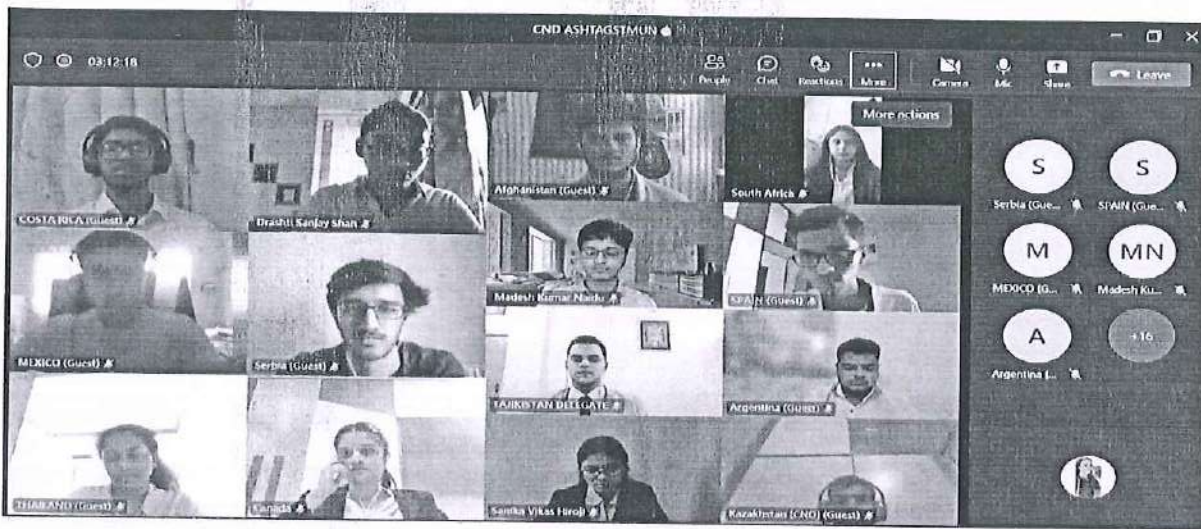 CND ASHTAGSTMUN
03:12:18
People
Chat
Reactions
More
Camera
Mic
Share
Leave
More actions
COSTA RICA (Guest)
Drashti Sanjay Shan
Afghanistan (Guest)
South Africa
MEXICO (Guest)
Serbia (Guest)
Madesh Kumar Naidu
SPAIN (Guest)
TAJIKISTAN DELEGATE
Argentina (Guest)
THAILAND (Guest)
Canada
Sanika Vikas Hiroji
Kazakhstan [CND] (Guest)
S
S
Serbia (Gue...
SPAIN (Gue...
M
MN
MEXICO (G...
Madesh Ku...
A
+16
Argentina (...